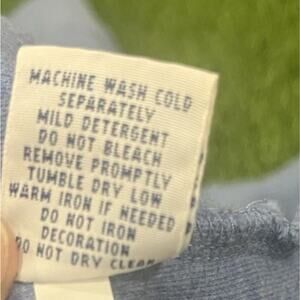 MACHINE WASH COLD
SEPARATELY
MILD DETERGENT
DO NOT BLEACH
REMOVE PROMPTLY
TUMBLE DRY LOW
WARM IRON IF NEEDED
DO NOT IRON
DECORATION
DO NOT DRY CLEAN